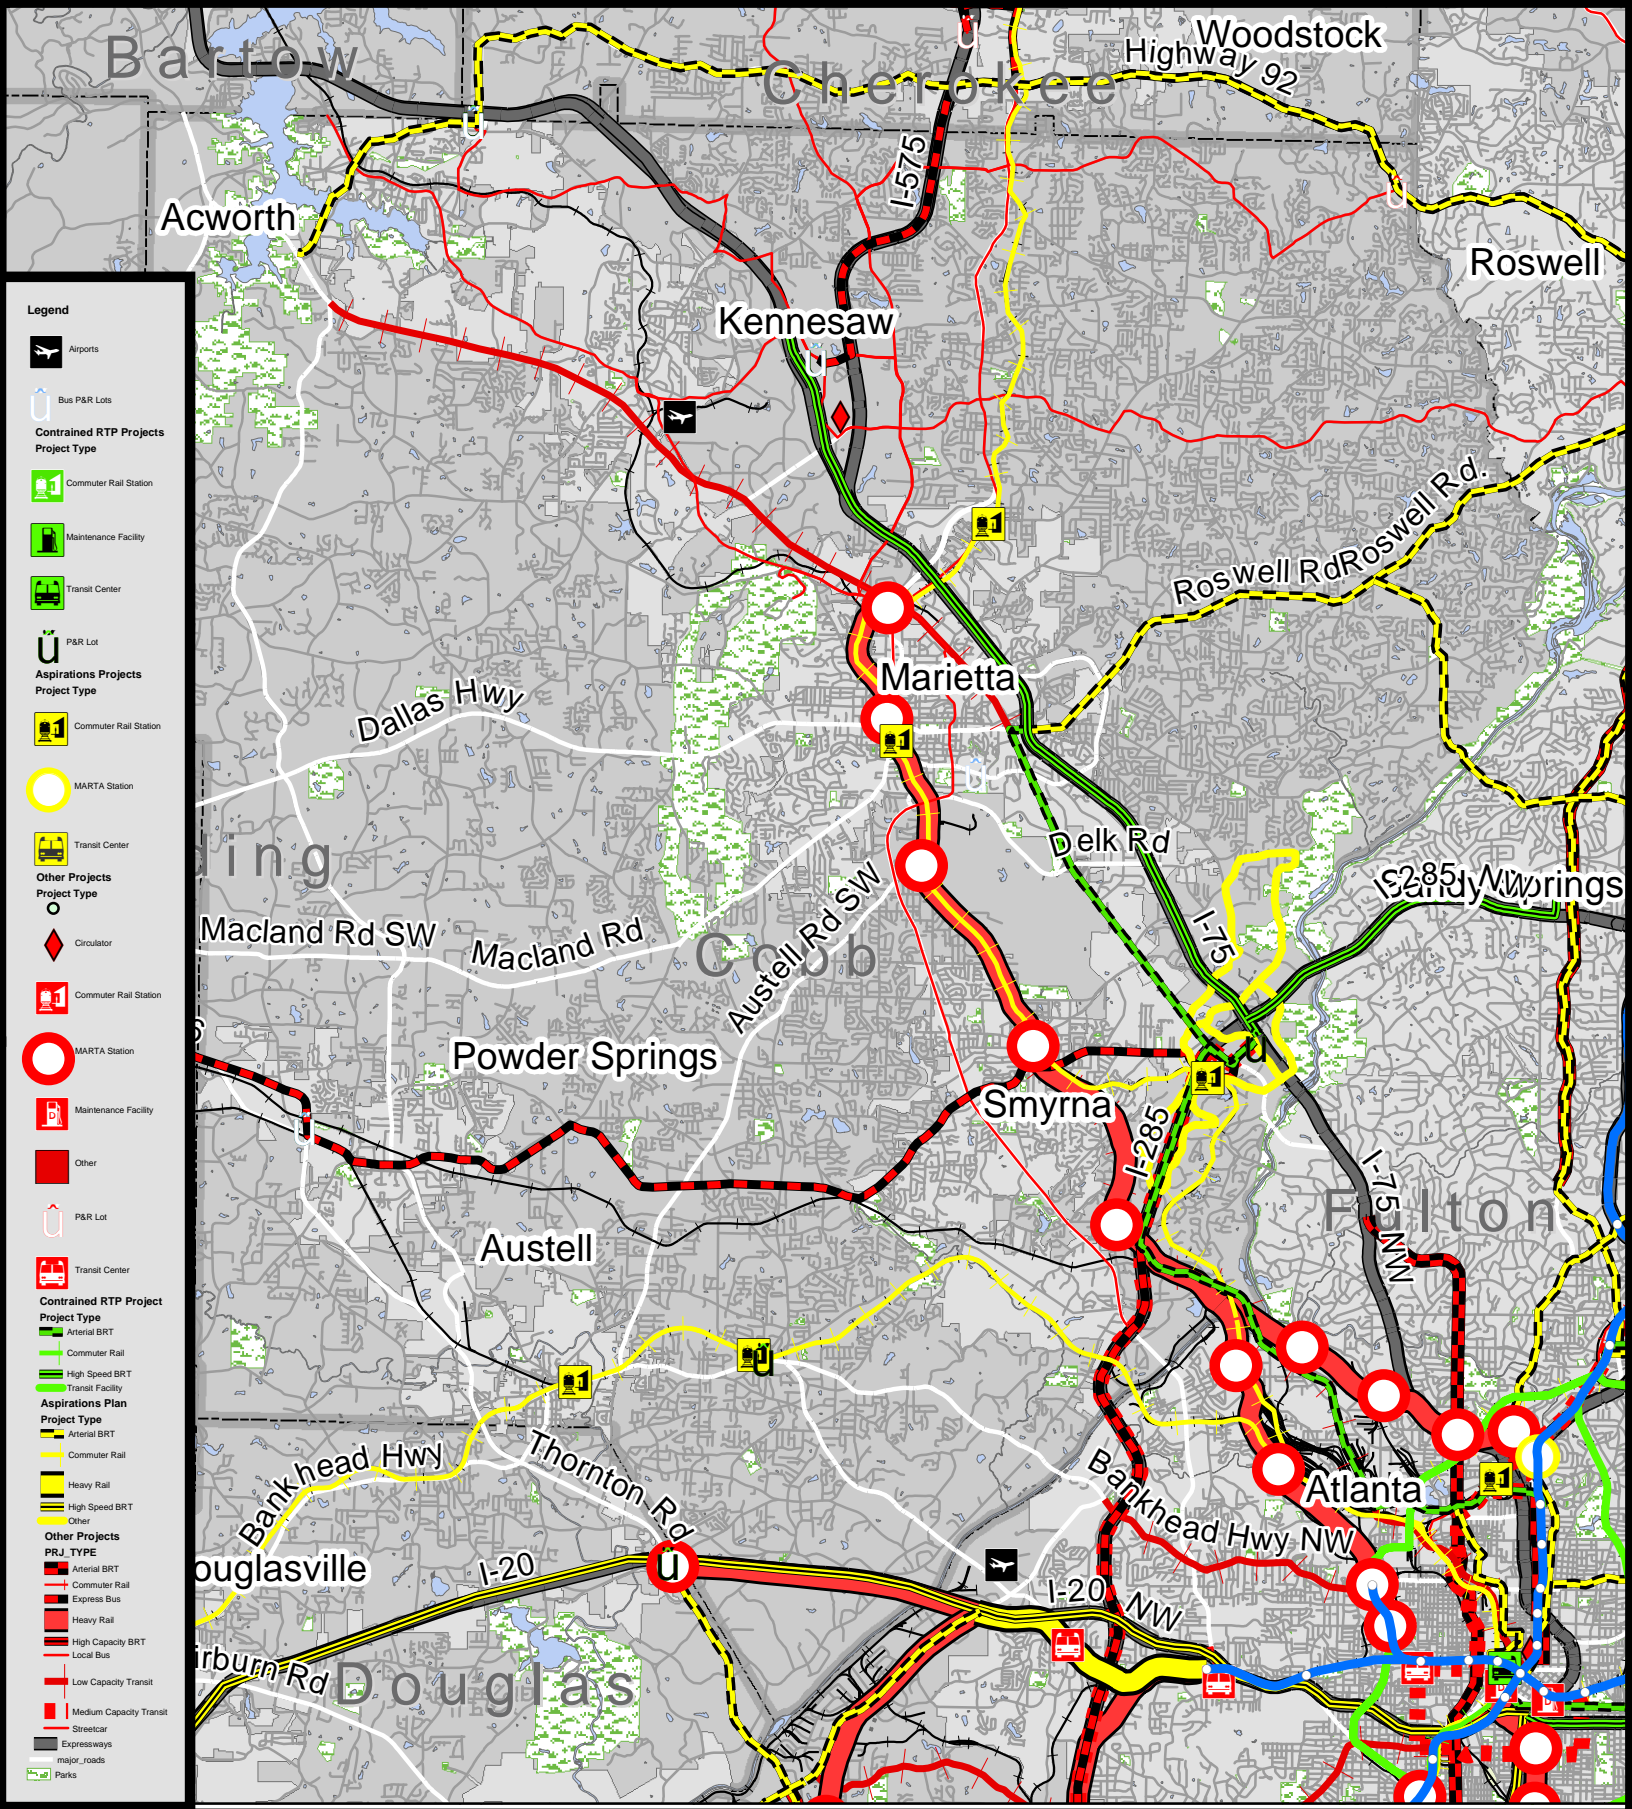 Woodstock
Bartow
Highway 92
Cherokee
I-575
Acworth
Roswell
Kennesaw
Roswell Rd.
Roswell Rd
Marietta
Dallas Hwy
Delk Rd
ding
I-285 NW
Sandy Springs
Macland Rd SW
Macland Rd
Cobb
Austell Rd SW
I-75
Powder Springs
Smyrna
I-285
I-75 NW
Fulton
Austell
Bankhead Hwy
Thornton Rd
Atlanta
Bankhead Hwy NW
ouglasville
I-20
I-20 NW
irburn Rd
Douglas
Legend
Airports
Bus P&R Lots
Contrained RTP Projects
Project Type
Commuter Rail Station
Maintenance Facility
Transit Center
P&R Lot
Aspirations Projects
Project Type
Commuter Rail Station
MARTA Station
Transit Center
Other Projects
Project Type
Circulator
Commuter Rail Station
MARTA Station
Maintenance Facility
Other
P&R Lot
Transit Center
Contrained RTP Project
Project Type
Arterial BRT
Commuter Rail
High Speed BRT
Transit Facility
Aspirations Plan
Project Type
Arterial BRT
Commuter Rail
Heavy Rail
High Speed BRT
Other
Other Projects
PRJ_TYPE
Arterial BRT
Commuter Rail
Express Bus
Heavy Rail
High Capacity BRT
Local Bus
Low Capacity Transit
Medium Capacity Transit
Streetcar
Expressways
major_roads
Parks